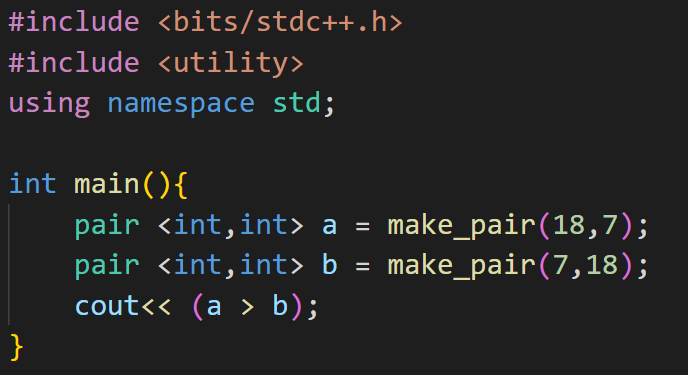 #include <bits/stdc++.h>
#include <utility>
using namespace std;

int main(){
    pair <int,int> a = make_pair(18,7);
    pair <int,int> b = make_pair(7,18);
    cout<< (a > b);
}